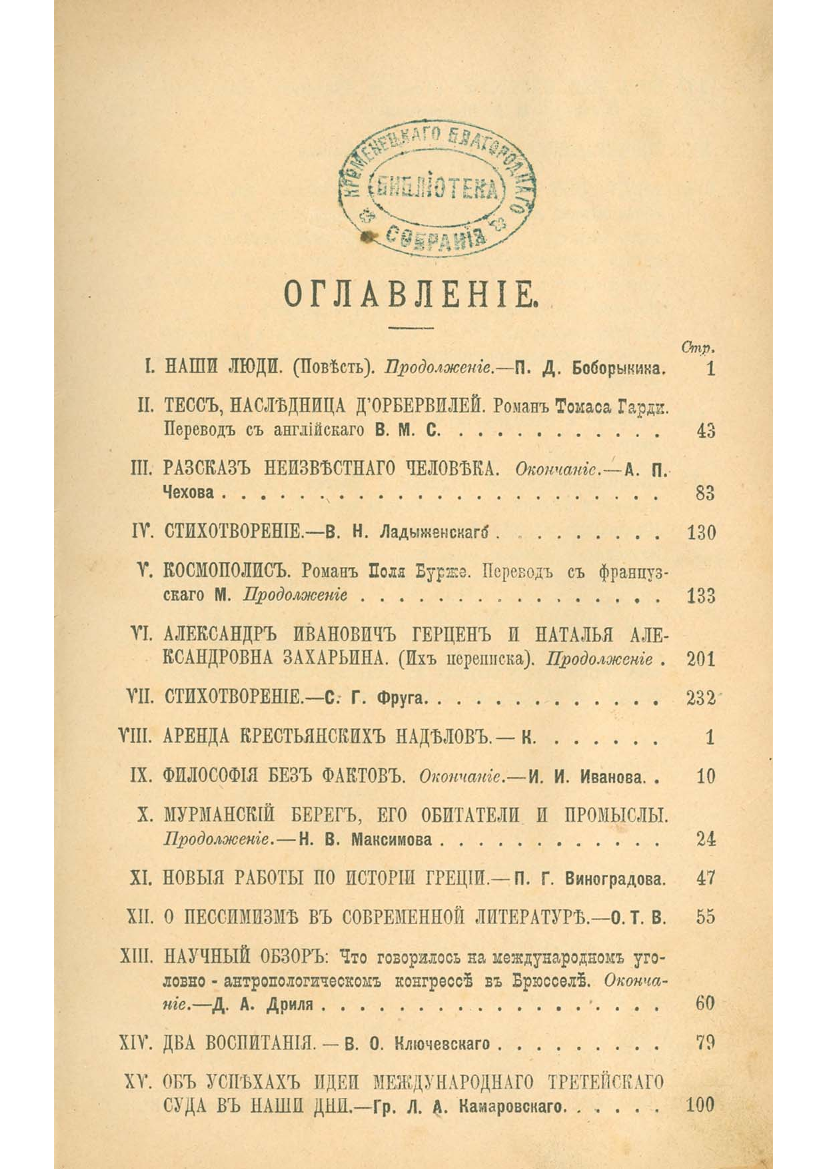 КРЕМЕНЕЦКАГО БЛАГОРОДНАГО
(БИБЛІОТЕКА)
СОБРАНІЯ
ОГЛАВЛЕНІЕ.
Стр.
I. НАШИ ЛЮДИ. (Повѣсть). Продолженіе.—П. Д. Боборыкина. 1
II. ТЕССЪ, НАСЛѢДНИЦА Д'ОРБЕРВИЛЕЙ. Романъ Томаса Гарди.
Переводъ съ англійскаго В. М. С. . . . . . . . . . . . 43
III. РАЗСКАЗЪ НЕИЗВѢСТНАГО ЧЕЛОВѢКА. Окончаніе.—А. П.
Чехова . . . . . . . . . . . . . . . . . . . . . . . 83
IV. СТИХОТВОРЕНІЕ.—В. Н. Ладыженскаго . . . . . . . . . 130
V. КОСМОПОЛИСЪ. Романъ Поля Бурже. Переводъ съ француз-
скаго М. Продолженіе . . . . . . . . . . . . . . . . 133
VI. АЛЕКСАНДРЪ ИВАНОВИЧЪ ГЕРЦЕНЪ И НАТАЛЬЯ АЛЕ-
КСАНДРОВНА ЗАХАРЬИНА. (Ихъ переписка). Продолженіе . 201
VII. СТИХОТВОРЕНІЕ.—С. Г. Фруга. . . . . . . . . . . . . 232
VIII. АРЕНДА КРЕСТЬЯНСКИХЪ НАДѢЛОВЪ.—К. . . . . . . 1
IX. ФИЛОСОФІЯ БЕЗЪ ФАКТОВЪ. Окончаніе.—И. И. Иванова. . 10
X. МУРМАНСКІЙ БЕРЕГЪ, ЕГО ОБИТАТЕЛИ И ПРОМЫСЛЫ.
Продолженіе.—Н. В. Максимова . . . . . . . . . . . . 24
XI. НОВЫЯ РАБОТЫ ПО ИСТОРІИ ГРЕЦІИ.—П. Г. Виноградова. 47
XII. О ПЕССИМИЗМѢ ВЪ СОВРЕМЕННОЙ ЛИТЕРАТУРѢ.—О. Т. В. 55
XIII. НАУЧНЫЙ ОБЗОРЪ: Что говорилось на международномъ уго-
ловно-антропологическомъ конгрессѣ въ Брюсселѣ. Оконча-
ніе.—Д. А. Дриля . . . . . . . . . . . . . . . . . . 60
XIV. ДВА ВОСПИТАНІЯ.—В. О. Ключевскаго . . . . . . . . . 79
XV. ОБЪ УСПѢХАХЪ ИДЕИ МЕЖДУНАРОДНАГО ТРЕТЕЙСКАГО
СУДА ВЪ НАШИ ДНИ.—Гр. Л. А. Камаровскаго. . . . . . 100